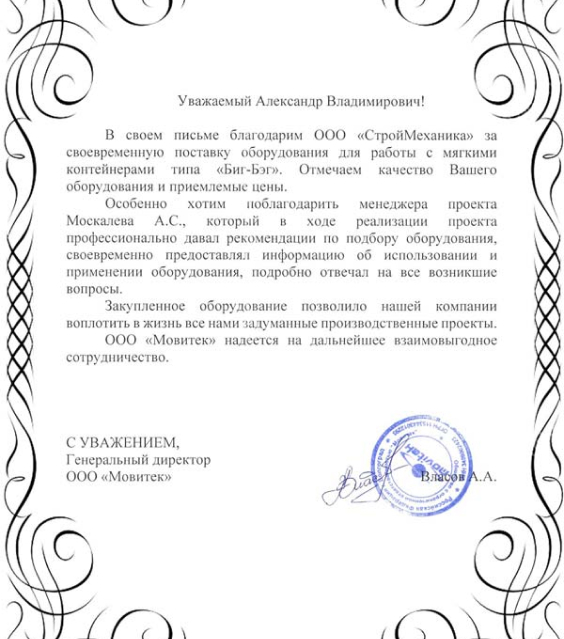 Уважаемый Александр Владимирович!
В своем письме благодарим ООО «СтройМеханика» за
своевременную поставку оборудования для работы с мягкими
контейнерами типа «Биг-Бэг». Отмечаем качество Вашего
оборудования и приемлемые цены.
Особенно хотим поблагодарить менеджера проекта
Москалева А.С., который в ходе реализации проекта
профессионально давал рекомендации по подбору оборудования,
своевременно предоставлял информацию об использовании и
применении оборудования, подробно отвечал на все возникшие
вопросы.
Закупленное оборудование позволило нашей компании
воплотить в жизнь все нами задуманные производственные проекты.
ООО «Мовитек» надеется на дальнейшее взаимовыгодное
сотрудничество.
С УВАЖЕНИЕМ,
Генеральный директор
ООО «Мовитек»
Власов А.А.
movitek